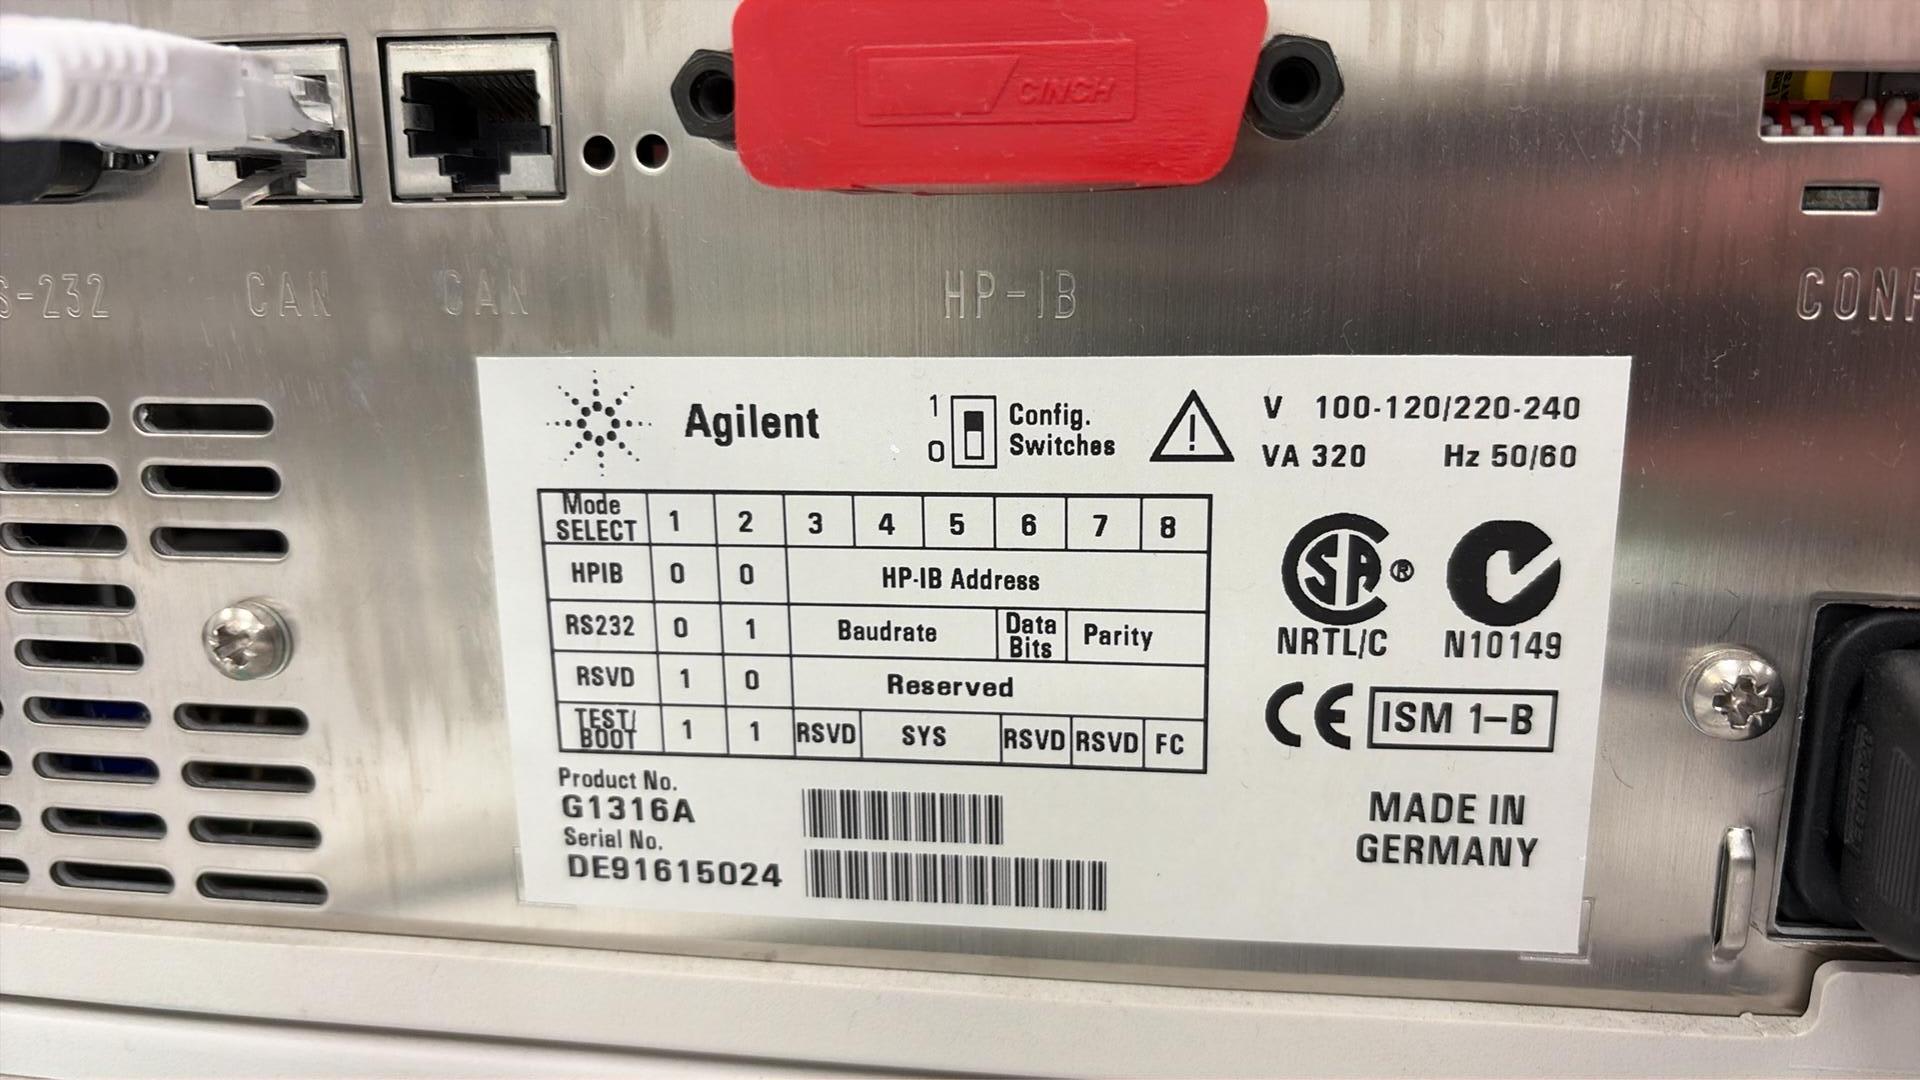 CINCH
S-232 CAN CAN HP-IB CONF
Agilent
1
0
Config.
Switches
V 100-120/220-240
VA 320 Hz 50/60
Mode SELECT 1 2 3 4 5 6 7 8
HPIB 0 0 HP-IB Address
RS232 0 1 Baudrate Data Bits Parity
RSVD 1 0 Reserved
TEST/BOOT 1 1 RSVD SYS RSVD RSVD FC
SA ®
NRTL/C N10149
CE ISM 1-B
Product No.
G1316A
Serial No.
DE91615024
MADE IN
GERMANY